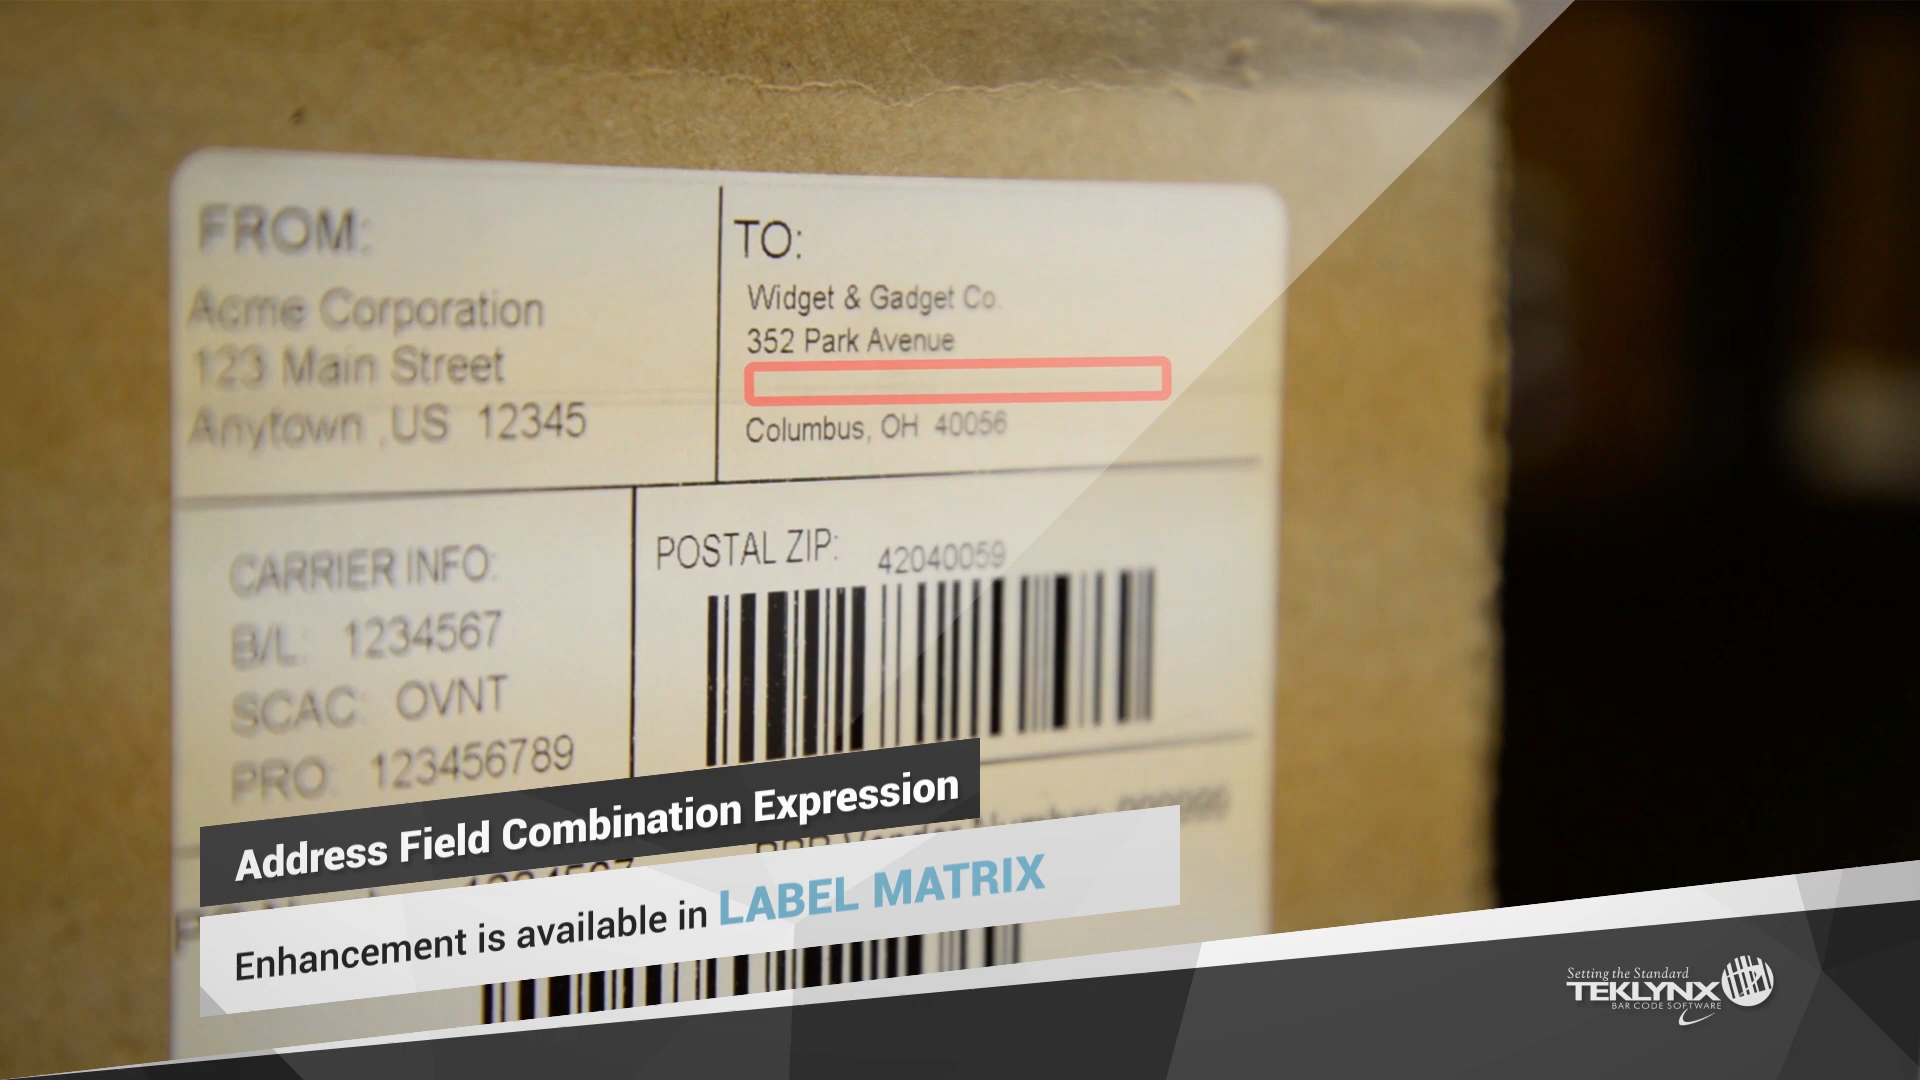 FROM:
Acme Corporation
123 Main Street
Anytown ,US 12345
TO:
Widget & Gadget Co.
352 Park Avenue
Columbus, OH 40056
CARRIER INFO:
B/L: 1234567
SCAC: OVNT
PRO: 123456789
POSTAL ZIP: 42040059
Address Field Combination Expression
Enhancement is available in LABEL MATRIX
Setting the Standard
TEKLYNX
BAR CODE SOFTWARE